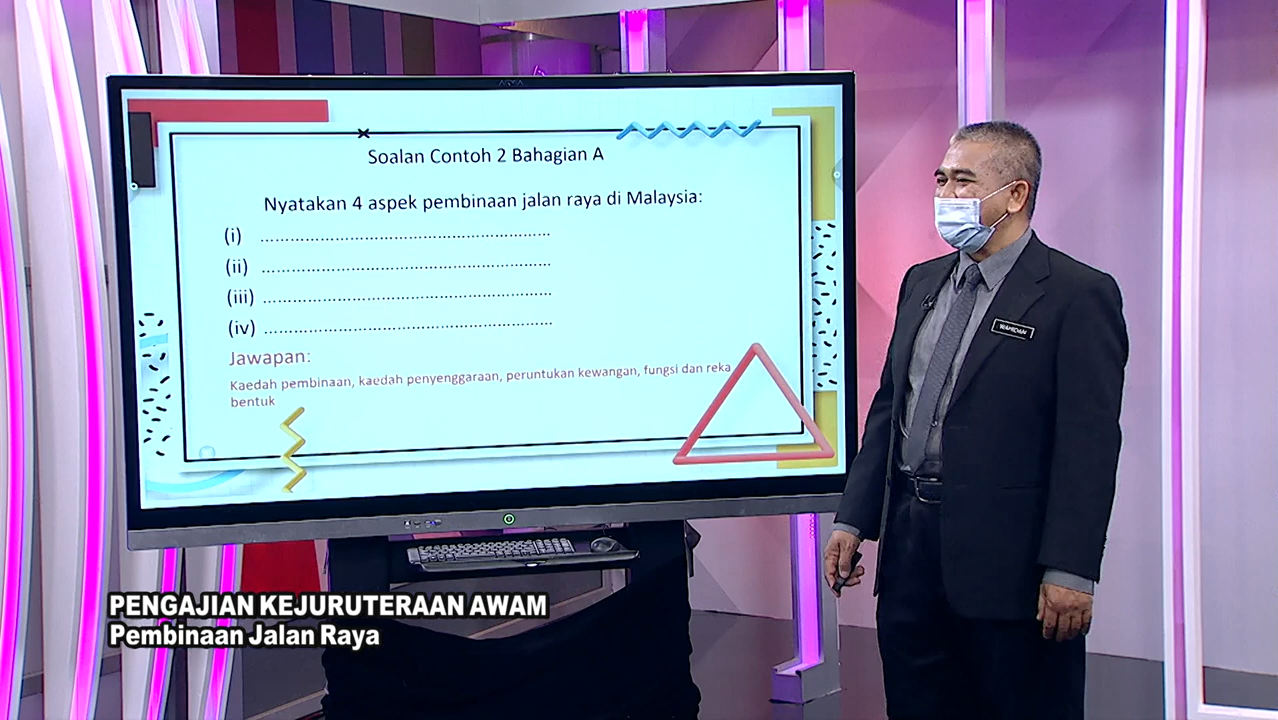 Soalan Contoh 2 Bahagian A
Nyatakan 4 aspek pembinaan jalan raya di Malaysia:
(i) ........................................................
(ii) ........................................................
(iii) ........................................................
(iv) ........................................................
Jawapan:
Kaedah pembinaan, kaedah penyenggaraan, peruntukan kewangan, fungsi dan reka
bentuk
WAHIDAN
PENGAJIAN KEJURUTERAAN AWAM
Pembinaan Jalan Raya